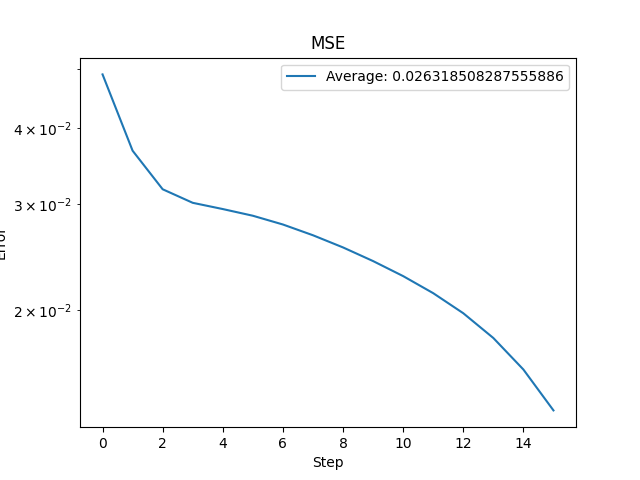 MSE
Average: 0.026318508287555886
4 × 10⁻²
3 × 10⁻²
2 × 10⁻²
Error
0 2 4 6 8 10 12 14
Step